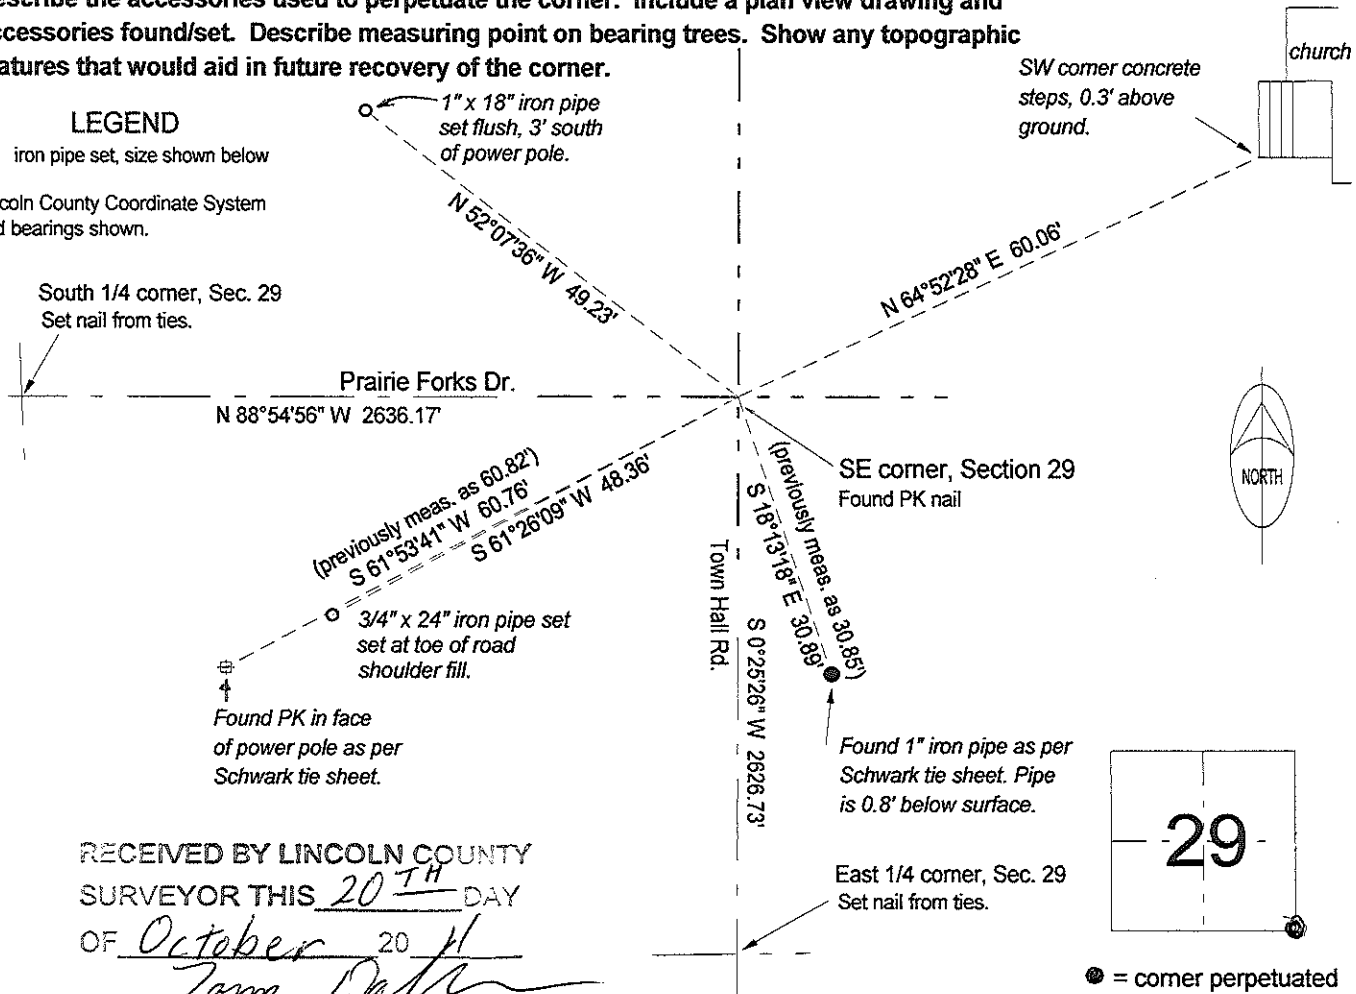 escribe the accessories used to perpetuate the corner. Include a plan view drawing and
ccessories found/set. Describe measuring point on bearing trees. Show any topographic
atures that would aid in future recovery of the corner.
LEGEND
iron pipe set, size shown below
coln County Coordinate System
d bearings shown.
1" x 18" iron pipe
set flush, 3' south
of power pole.
SW corner concrete
steps, 0.3' above
ground.
church
N 52°07'36" W 49.23'
N 64°52'28" E 60.06'
South 1/4 corner, Sec. 29
Set nail from ties.
Prairie Forks Dr.
N 88°54'56" W 2636.17'
(previously meas. as 60.82')
S 61°53'41" W 60.76'
S 61°26'09" W 48.36'
SE corner, Section 29
Found PK nail
NORTH
(previously meas. as 30.85')
S 18°13'18" E 30.89'
Town Hall Rd.
S 0°25'26" W 2626.73'
3/4" x 24" iron pipe set
set at toe of road
shoulder fill.
Found PK in face
of power pole as per
Schwark tie sheet.
Found 1" iron pipe as per
Schwark tie sheet. Pipe
is 0.8' below surface.
East 1/4 corner, Sec. 29
Set nail from ties.
29
= corner perpetuated
RECEIVED BY LINCOLN COUNTY
SURVEYOR THIS 20TH DAY
OF October 20 11